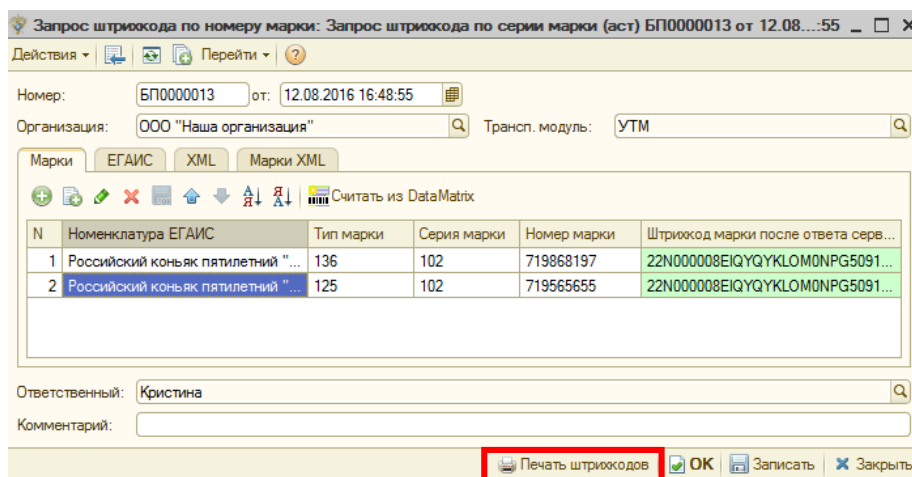 Запрос штрихкода по номеру марки: Запрос штрихкода по серии марки (аст) БП0000013 от 12.08....:55
Действия Перейти
Номер: БП0000013 от: 12.08.2016 16:48:55
Организация: ООО "Наша организация" Трансп. модуль: УТМ
Марки ЕГАИС XML Марки XML
Считать из DataMatrix
N Номенклатура ЕГАИС Тип марки Серия марки Номер марки Штрихкод марки после ответа серв...
1 Российский коньяк пятилетний "... 136 102 719868197 22N000008EIQYQYKLOM0NPG5091...
2 Российский коньяк пятилетний "... 125 102 719565655 22N000008EIQYQYKLOM0NPG5091...
Ответственный: Кристина
Комментарий:
Печать штрихкодов OK Записать Закрыть